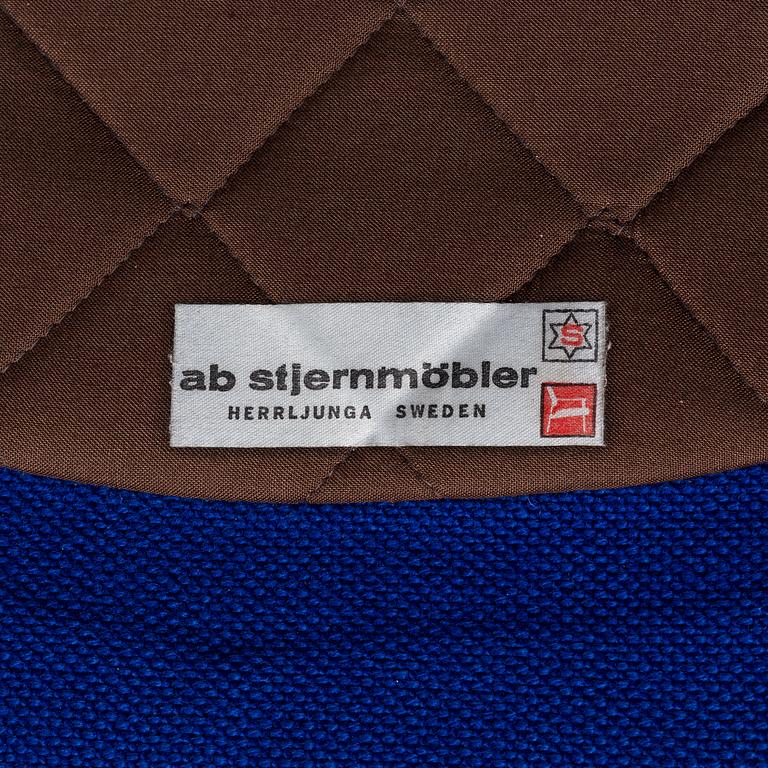 ab stjernmöbler
HERRLJUNGA SWEDEN
S